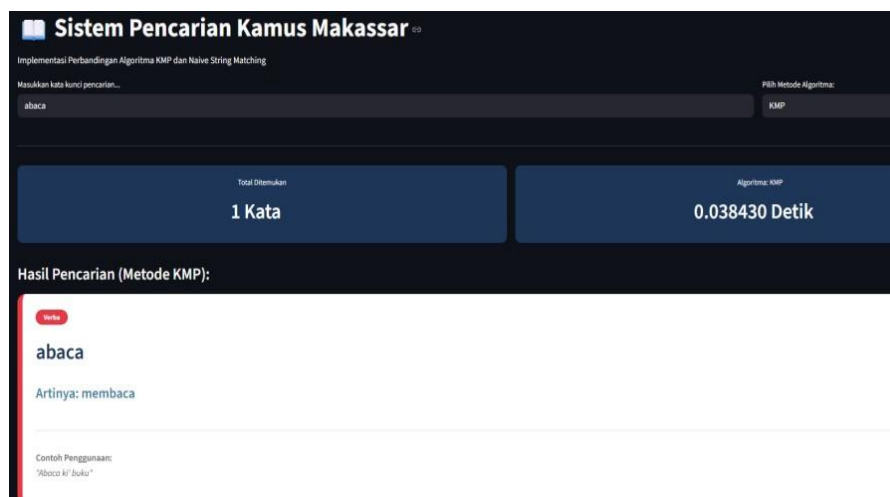 Sistem Pencarian Kamus Makassar
Implementasi Perbandingan Algoritma KMP dan Naive String Matching
Masukkan kata kunci pencarian...
Pilih Metode Algoritma:
abaca
KMP
Total Ditemukan
Algoritma: KMP
1 Kata
0.038430 Detik
Hasil Pencarian (Metode KMP):
Verba
abaca
Artinya: membaca
Contoh Penggunaan:
"Abaca ki' buku"